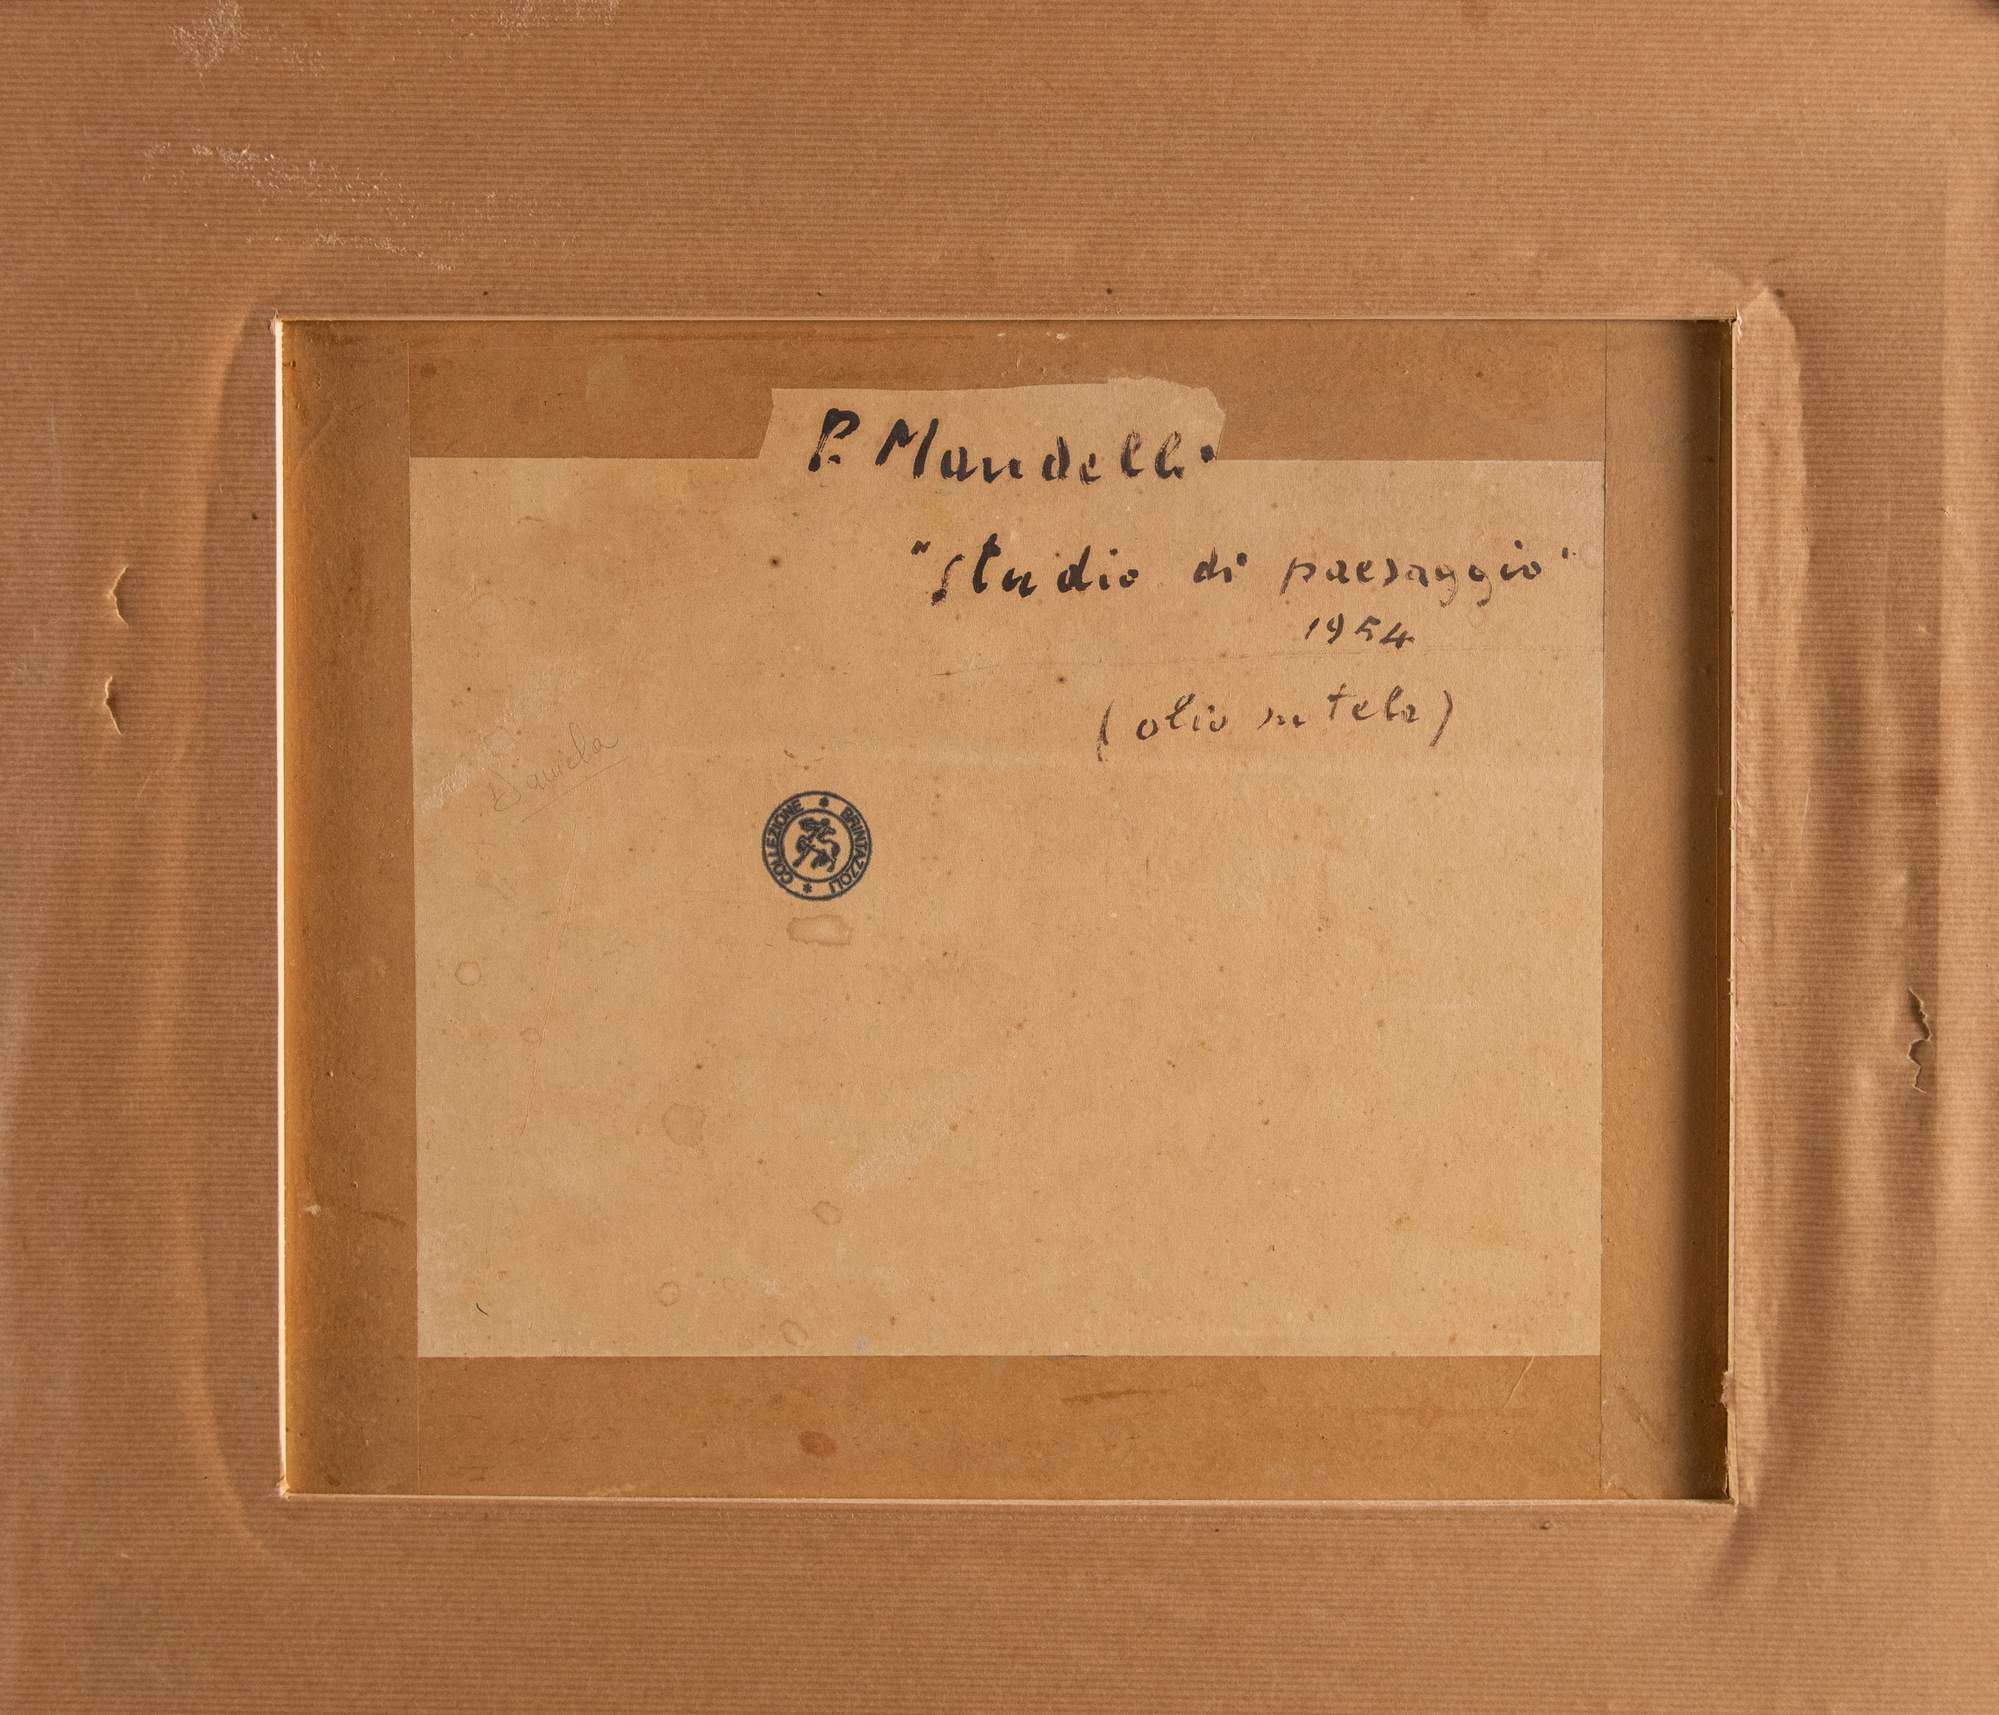 P. Mandelli
"Studio di paesaggio"
1954
(olio su tela)
Daniela
COLLEZIONE * BRINTAZZOLI *